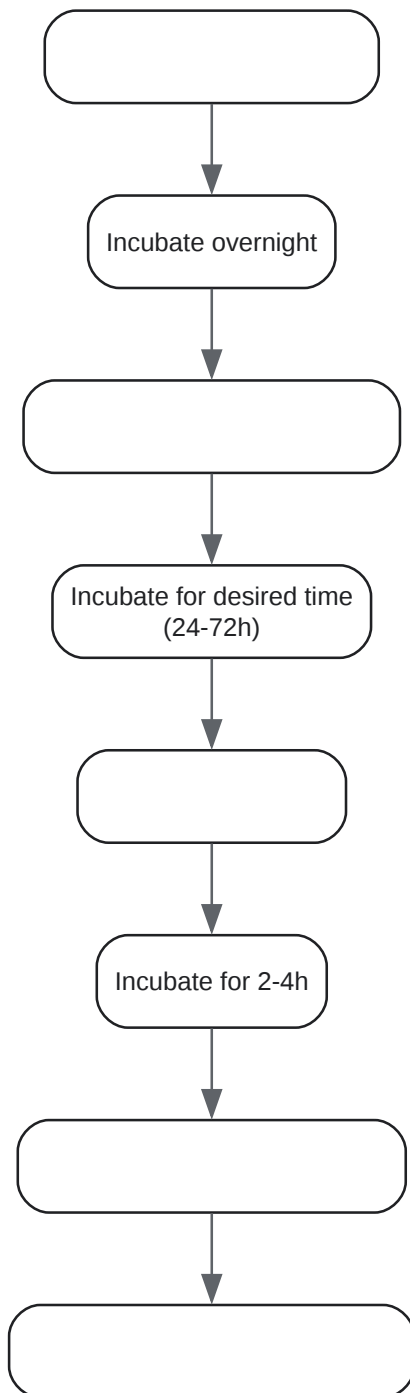 Incubate overnight
Incubate for desired time
(24-72h)
Incubate for 2-4h